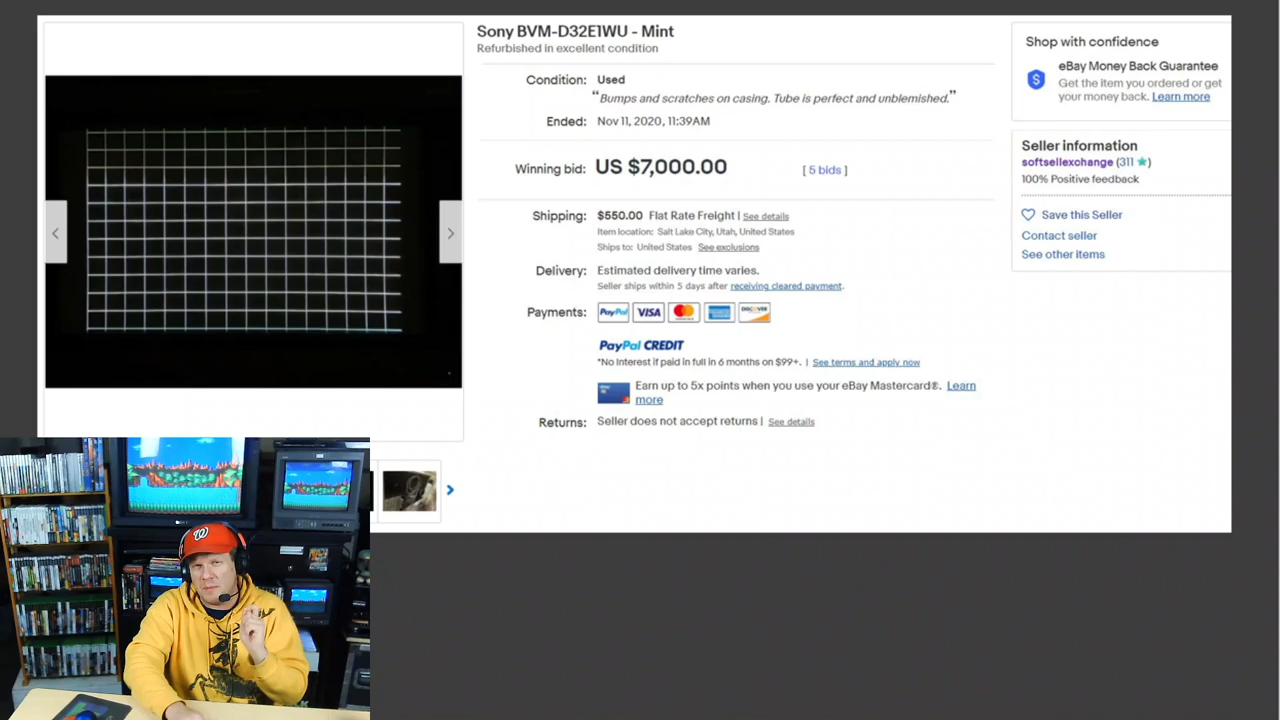 Sony BVM-D32E1WU - Mint
Refurbished in excellent condition
Condition: Used
“Bumps and scratches on casing. Tube is perfect and unblemished.”
Ended: Nov 11, 2020, 11:39AM
Winning bid: US $7,000.00 [ 5 bids ]
Shipping: $550.00 Flat Rate Freight | See details
Item location: Salt Lake City, Utah, United States
Ships to: United States See exclusions
Delivery: Estimated delivery time varies.
Seller ships within 5 days after receiving cleared payment.
Payments: PayPal VISA MasterCard AMERICAN EXPRESS DISCOVER
PayPal CREDIT
*No Interest if paid in full in 6 months on $99+. | See terms and apply now
Earn up to 5x points when you use your eBay Mastercard®. Learn
more
Returns: Seller does not accept returns | See details
Shop with confidence
eBay Money Back Guarantee
Get the item you ordered or get
your money back. Learn more
Seller information
softsellexchange (311 ★)
100% Positive feedback
Save this Seller
Contact seller
See other items
W